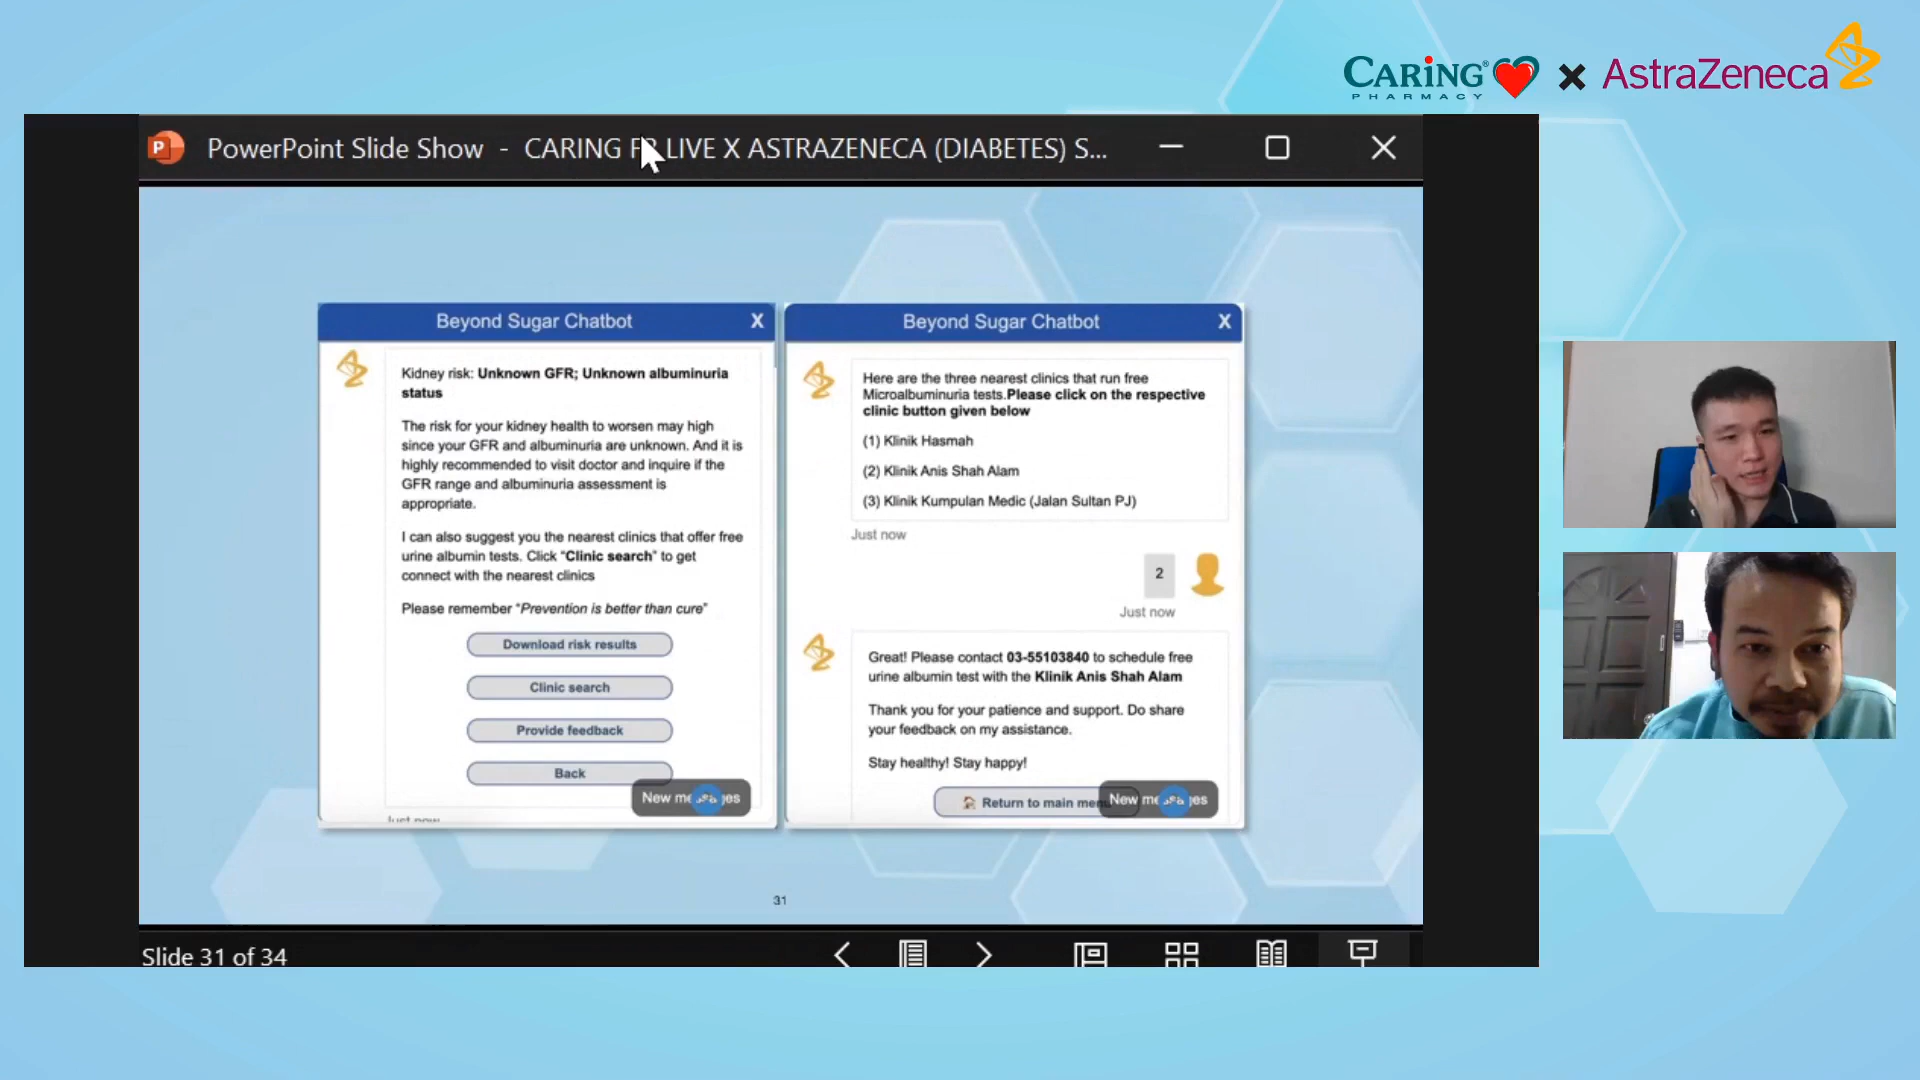 CARiNG® X AstraZeneca
PHARMACY
PowerPoint Slide Show - CARING FB LIVE X ASTRAZENECA (DIABETES) S...
Beyond Sugar Chatbot X
Kidney risk: Unknown GFR; Unknown albuminuria
status
The risk for your kidney health to worsen may high
since your GFR and albuminuria are unknown. And it is
highly recommended to visit doctor and inquire if the
GFR range and albuminuria assessment is
appropriate.
I can also suggest you the nearest clinics that offer free
urine albumin tests. Click "Clinic search" to get
connect with the nearest clinics
Please remember "Prevention is better than cure"
Download risk results
Clinic search
Provide feedback
Back
New messages
Just now
Beyond Sugar Chatbot X
Here are the three nearest clinics that run free
Microalbuminuria tests.Please click on the respective
clinic button given below
(1) Klinik Hasmah
(2) Klinik Anis Shah Alam
(3) Klinik Kumpulan Medic (Jalan Sultan PJ)
Just now
2
Just now
Great! Please contact 03-55103840 to schedule free
urine albumin test with the Klinik Anis Shah Alam
Thank you for your patience and support. Do share
your feedback on my assistance.
Stay healthy! Stay happy!
Return to main menu
New messages
31
Slide 31 of 34